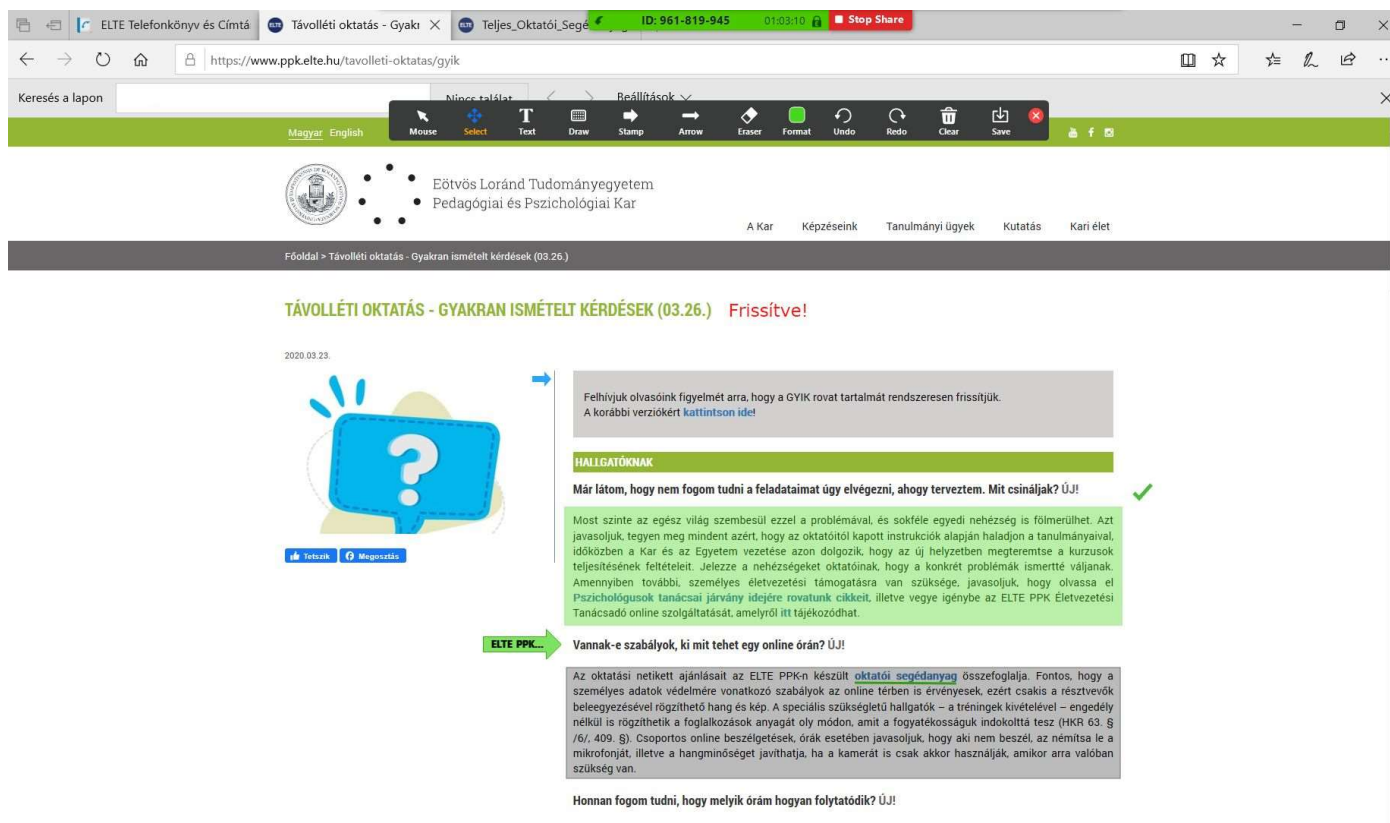 ELTE Telefonkönyv és Címtá
Távolléti oktatás - Gyakr
Teljes_Oktatói_Segé
ID: 961-819-945
01:03:10
Stop Share
https://www.ppk.elte.hu/tavolleti-oktatas/gyik
Keresés a lapon
Nincs találat
Beállítások
Mouse Select Text Draw Stamp Arrow Eraser Format Undo Redo Clear Save
Magyar English
Eötvös Loránd Tudományegyetem
Pedagógiai és Pszichológiai Kar
A Kar Képzéseink Tanulmányi ügyek Kutatás Kari élet
Főoldal > Távolléti oktatás - Gyakran ismételt kérdések (03.26.)
TÁVOLLÉTI OKTATÁS - GYAKRAN ISMÉTELT KÉRDÉSEK (03.26.) Frissítve!
2020.03.23.
Tetszik Megosztás
Felhívjuk olvasóink figyelmét arra, hogy a GYIK rovat tartalmát rendszeresen frissítjük.
A korábbi verziókért kattintson ide!
HALLGATÓKNAK
Már látom, hogy nem fogom tudni a feladataimat úgy elvégezni, ahogy terveztem. Mit csináljak? ÚJ!
Most szinte az egész világ szembesül ezzel a problémával, és sokféle egyedi nehézség is fölmerülhet. Azt
javasoljuk, tegyen meg mindent azért, hogy az oktatóitól kapott instrukciók alapján haladjon a tanulmányaival,
időközben a Kar és az Egyetem vezetése azon dolgozik, hogy az új helyzetben megteremtse a kurzusok
teljesítésének feltételeit. Jelezze a nehézségeket oktatóinak, hogy a konkrét problémák ismertté váljanak.
Amennyiben további, személyes életvezetési támogatásra van szüksége, javasoljuk, hogy olvassa el
Pszichológusok tanácsai járvány idejére rovatunk cikkeit, illetve vegye igénybe az ELTE PPK Életvezetési
Tanácsadó online szolgáltatását, amelyről itt tájékozódhat.
ELTE PPK...
Vannak-e szabályok, ki mit tehet egy online órán? ÚJ!
Az oktatási netikett ajánlásait az ELTE PPK-n készült oktatói segédanyag összefoglalja. Fontos, hogy a
személyes adatok védelmére vonatkozó szabályok az online térben is érvényesek, ezért csakis a résztvevők
beleegyezésével rögzíthető hang és kép. A speciális szükségletű hallgatók – a tréningek kivételével – engedély
nélkül is rögzíthetik a foglalkozások anyagát oly módon, amit a fogyatékosságuk indokolttá tesz (HKR 63. §
/6/, 409. §). Csoportos online beszélgetések, órák esetében javasoljuk, hogy aki nem beszél, az némítsa le a
mikrofonját, illetve a hangminőséget javíthatja, ha a kamerát is csak akkor használják, amikor arra valóban
szükség van.
Honnan fogom tudni, hogy melyik órám hogyan folytatódik? ÚJ!